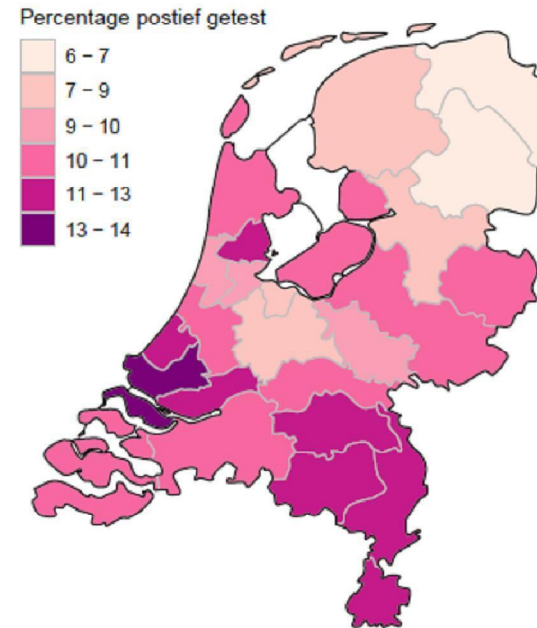 Percentage postief getest
6 – 7
7 – 9
9 – 10
10 – 11
11 – 13
13 – 14